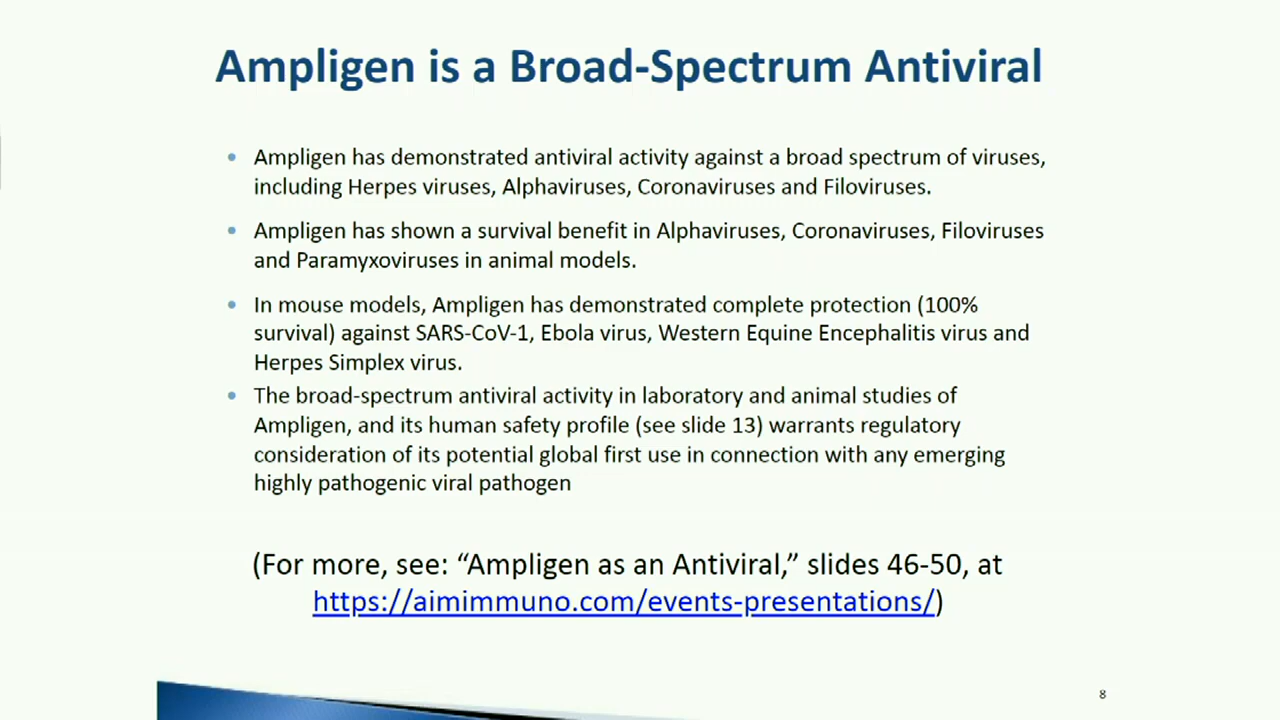 Ampligen is a Broad-Spectrum Antiviral
• Ampligen has demonstrated antiviral activity against a broad spectrum of viruses,
including Herpes viruses, Alphaviruses, Coronaviruses and Filoviruses.
• Ampligen has shown a survival benefit in Alphaviruses, Coronaviruses, Filoviruses
and Paramyxoviruses in animal models.
• In mouse models, Ampligen has demonstrated complete protection (100%
survival) against SARS-CoV-1, Ebola virus, Western Equine Encephalitis virus and
Herpes Simplex virus.
• The broad-spectrum antiviral activity in laboratory and animal studies of
Ampligen, and its human safety profile (see slide 13) warrants regulatory
consideration of its potential global first use in connection with any emerging
highly pathogenic viral pathogen
(For more, see: “Ampligen as an Antiviral,” slides 46-50, at
https://aimimmuno.com/events-presentations/)
8